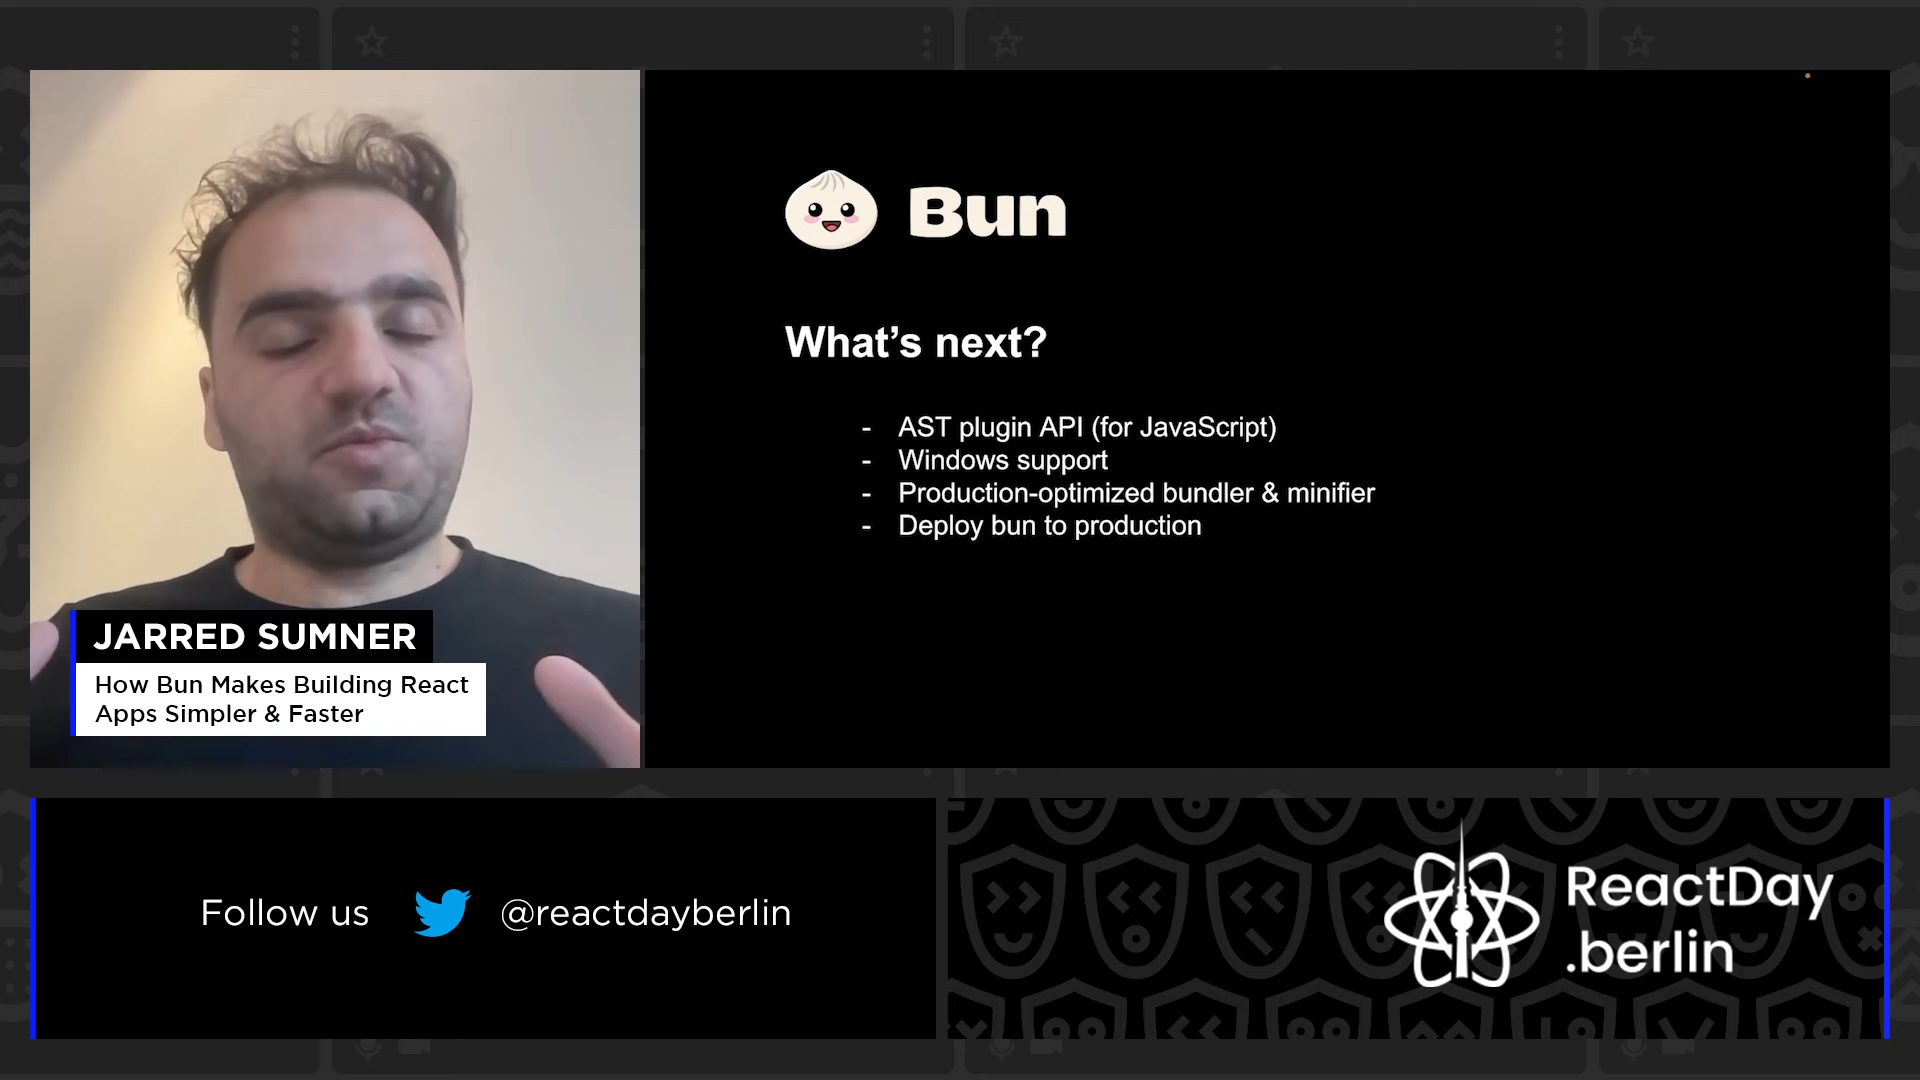 Bun
What's next?
- AST plugin API (for JavaScript)
- Windows support
- Production-optimized bundler & minifier
- Deploy bun to production
JARRED SUMNER
How Bun Makes Building React
Apps Simpler & Faster
Follow us @reactdayberlin
ReactDay
.berlin